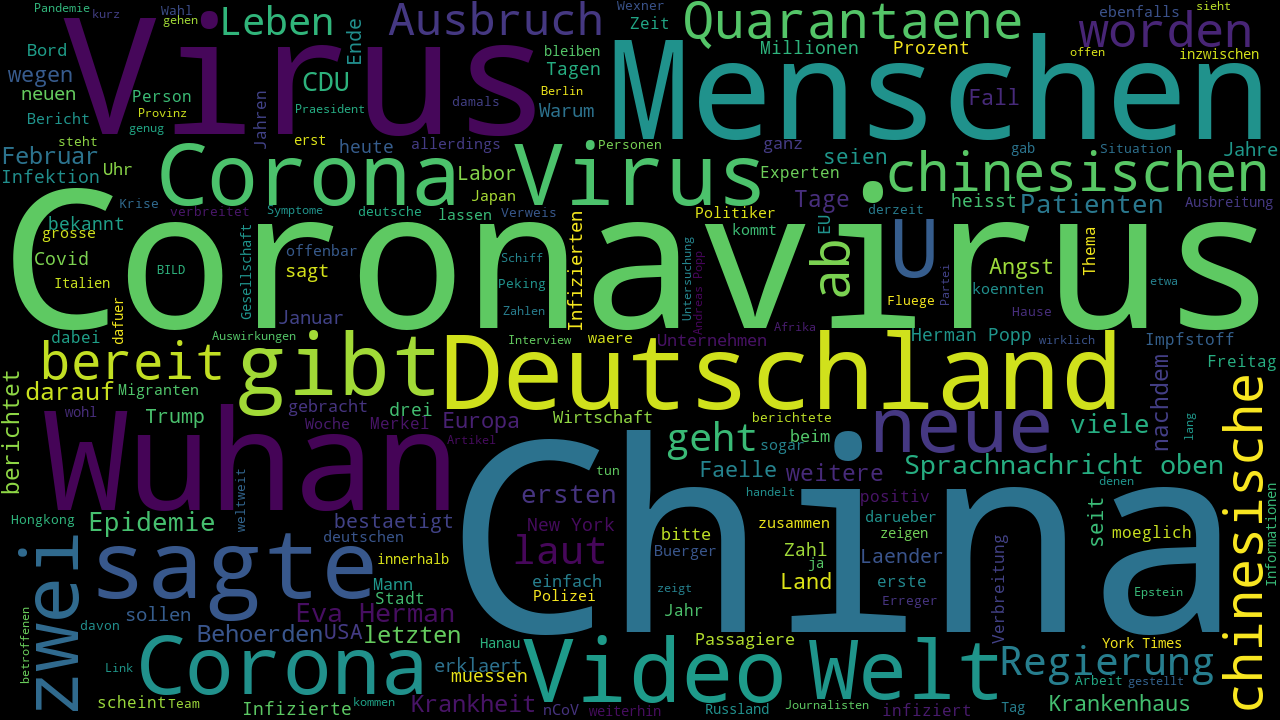 Pandemie
kurz
Wahl
gehen
Leben
Ausbruch
Wexner
Zeit
Quarantaene
ebenfalls
sieht
worden
Virus
Ende
Bord
wegen
neuen
Bericht
CDU
Person
Provinz
genug
Praesident
Jahren
damals
bleiben
Tagen
Berlin
Warum
Menschen
Millionen
Prozent
offen
inzwischen
Fall
steht
Februar
Infektion
Uhr
erst
heute
allerdings
Personen
ganz
seien
gab
Situation
Jahre
Corona Virus
Labor
Japan
Experten
Tage
chinesischen
heisst
Patienten
Ausbreitung
Krise
bekannt
verbreitet
Symptome
deutsche
lassen
Verweis
Politiker
kommt
derzeit
EU
grosse
Covid
Italien
BILD
offenbar
sagt
Gesellschaft
Coronavirus
Infizierten
Schiff
Peking
Zahlen
Untersuchung
Andreas Popp
ab
U
Partei
Angst
Thema
koennten
etwa
Fluege
Hause
dafuer
Januar
dabei
Auswirkungen
Interview
waere
Unternehmen
Afrika
Herman Popp
wirklich
Impfstoff
Freitag
bereit
gibt
Deutschland
berichtet
darauf
Migranten
wohl
Trump
gebracht
Woche
drei
Merkel
Europa
Artikel
Wirtschaft
berichtete
sogar
beim
geht
neue
viele
nachdem
lang
chinesische
Wuhan
China
tun
Faelle
weitere
Sprachnachricht oben
denen
handelt
positiv
ersten
Hongkong
Epidemie
weltweit
bestaetigt
deutschen
New York
laut
bitte
Buerger
zusammen
Zahl
ja
darueber
zeigen
Laender
seit
moeglich
Informationen
zwei
sagte
innerhalb
Mann
Stadt
einfach
Polizei
zeigt
Jahr
Land
erste
Erreger
Verbreitung
Epstein
betroffenen
sollen
davon
Eva Herman
Behoerden
USA
letzten
Hanau
Passagiere
York Times
Link
Corona
erklaert
muessen
Video
Welt
Regierung
Arbeit
gestellt
scheint
Team
Infizierte
kommen
Krankheit
nCoV
weiterhin
Russland
Journalisten
infiziert
Tag
Krankenhaus